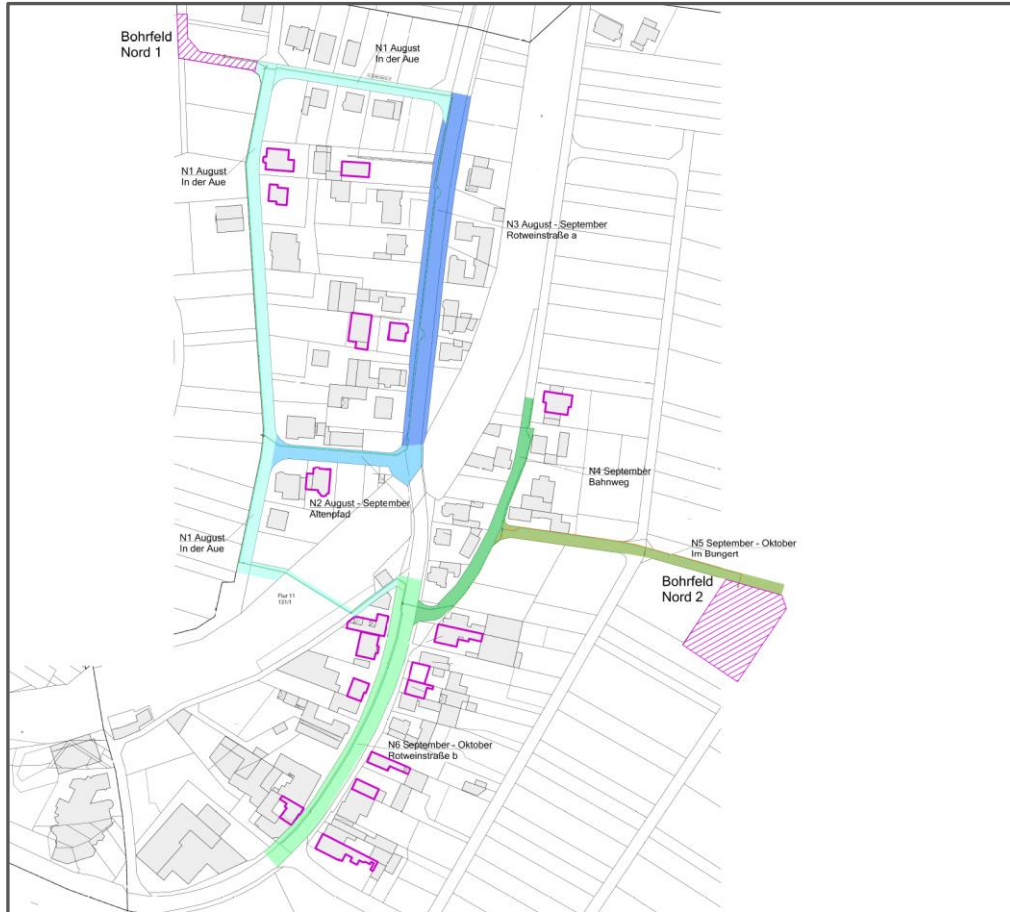 Bohrfeld
Nord 1
N1 August
In der Aue
N1 August
In der Aue
N3 August - September
Rotweinstraße a
N4 September
Bahnweg
N2 August - September
Altenpfad
N1 August
In der Aue
N5 September - Oktober
Im Bungert
Bohrfeld
Nord 2
Flur 11
131/1
N6 September - Oktober
Rotweinstraße b